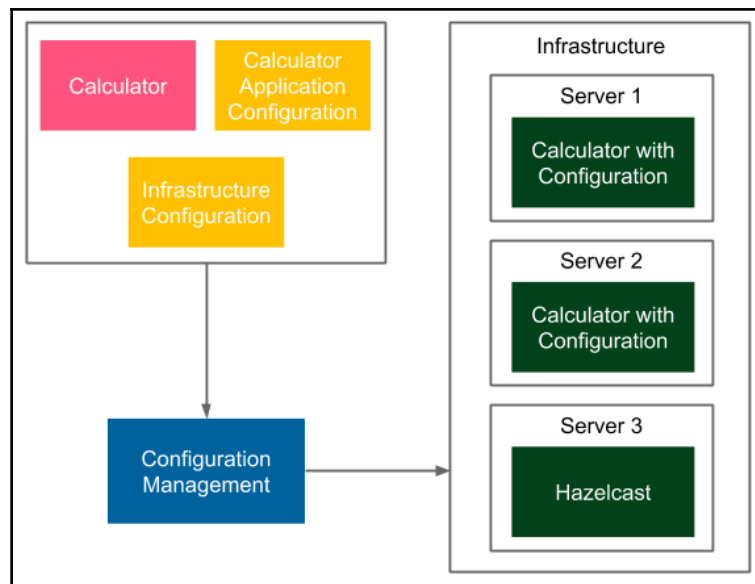 Calculator
Calculator
Application
Configuration
Infrastructure
Configuration
Configuration
Management
Infrastructure
Server 1
Calculator with
Configuration
Server 2
Calculator with
Configuration
Server 3
Hazelcast